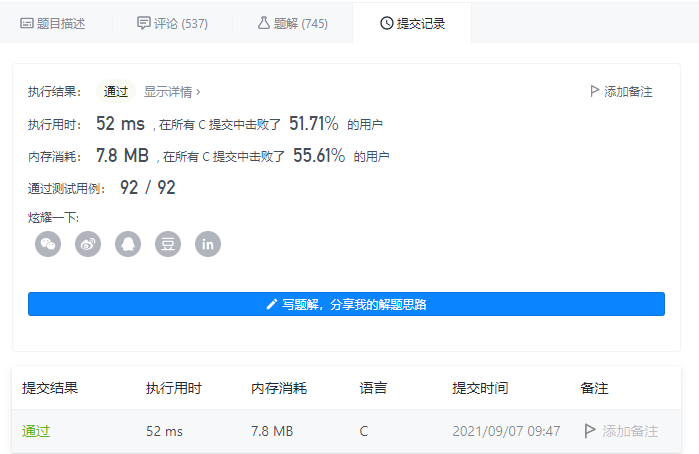 题目描述 评论 (537) 题解 (745) 提交记录
执行结果： 通过 显示详情 › 添加备注
执行用时： 52 ms , 在所有 C 提交中击败了 51.71% 的用户
内存消耗： 7.8 MB , 在所有 C 提交中击败了 55.61% 的用户
通过测试用例： 92 / 92
炫耀一下:
豆 in
写题解，分享我的解题思路
提交结果 执行用时 内存消耗 语言 提交时间 备注
通过 52 ms 7.8 MB C 2021/09/07 09:47 添加备注